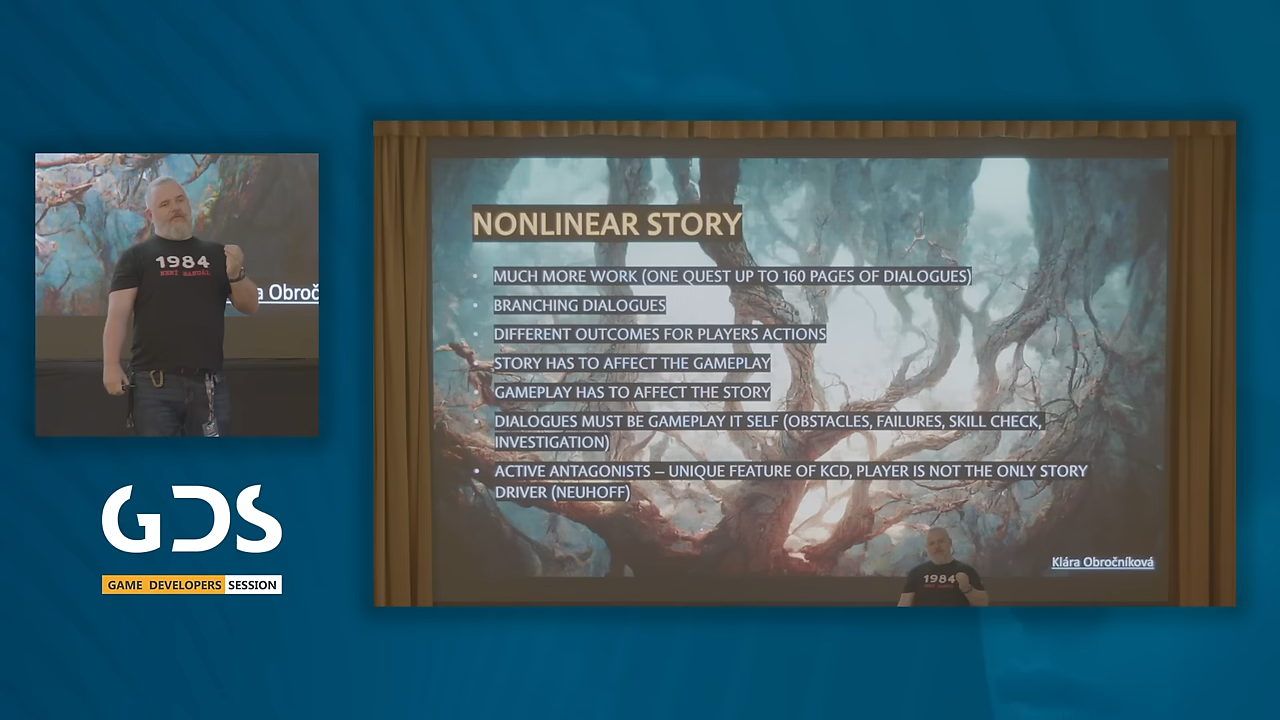 1984
NENÍ MANUÁL
a Obroč
GDS
GAME DEVELOPERS SESSION
NONLINEAR STORY
• MUCH MORE WORK (ONE QUEST UP TO 160 PAGES OF DIALOGUES)
• BRANCHING DIALOGUES
• DIFFERENT OUTCOMES FOR PLAYERS ACTIONS
• STORY HAS TO AFFECT THE GAMEPLAY
• GAMEPLAY HAS TO AFFECT THE STORY
• DIALOGUES MUST BE GAMEPLAY IT SELF (OBSTACLES, FAILURES, SKILL CHECK,
INVESTIGATION)
• ACTIVE ANTAGONISTS – UNIQUE FEATURE OF KCD, PLAYER IS NOT THE ONLY STORY
DRIVER (NEUHOFF)
Klára Obročníková
1984